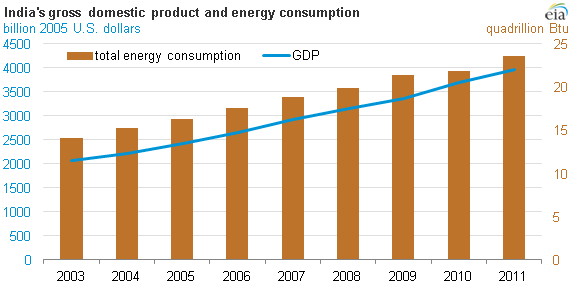 India's gross domestic product and energy consumption
eia
billion 2005 U.S. dollars quadrillion Btu
total energy consumption GDP
4500 25
4000
3500 20
3000
2500 15
2000
1500 10
1000
500 5
0 0
2003 2004 2005 2006 2007 2008 2009 2010 2011